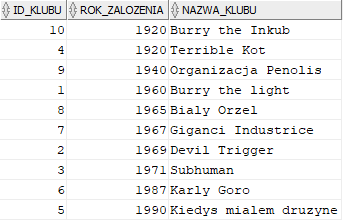 ID_KLUBU ROK_ZALOZENIA NAZWA_KLUBU
10 1920 Burry the Inkub
4 1920 Terrible Kot
9 1940 Organizacja Penolis
1 1960 Burry the light
8 1965 Bialy Orzel
7 1967 Giganci Industrice
2 1969 Devil Trigger
3 1971 Subhuman
6 1987 Karly Goro
5 1990 Kiedys mialem druzyne